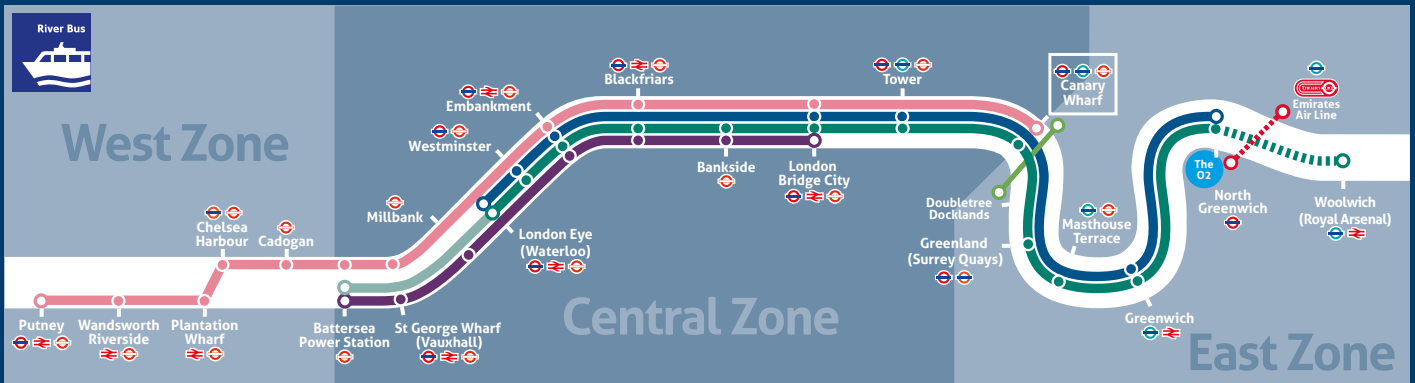 River Bus
West Zone
Central Zone
East Zone
Putney
Wandsworth
Riverside
Plantation
Wharf
Chelsea
Harbour
Cadogan
Battersea
Power Station
St George Wharf
(Vauxhall)
Millbank
Westminster
Embankment
London Eye
(Waterloo)
Blackfriars
Bankside
London
Bridge City
Tower
Canary
Wharf
Doubletree
Docklands
Greenland
(Surrey Quays)
Masthouse
Terrace
Greenwich
The
O2
North
Greenwich
Emirates
Emirates
Air Line
Woolwich
(Royal Arsenal)